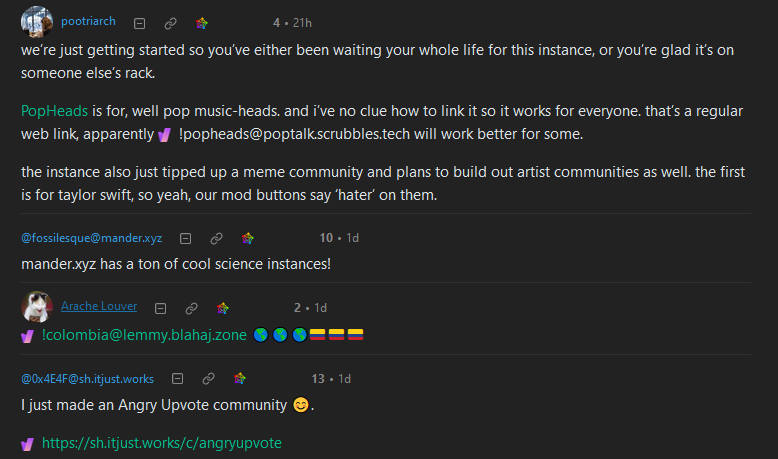 pootriarch 4 • 21h
we’re just getting started so you’ve either been waiting your whole life for this instance, or you’re glad it’s on
someone else’s rack.
PopHeads is for, well pop music-heads. and i’ve no clue how to link it so it works for everyone. that’s a regular
web link, apparently !popheads@poptalk.scrubbles.tech will work better for some.
the instance also just tipped up a meme community and plans to build out artist communities as well. the first
is for taylor swift, so yeah, our mod buttons say ‘hater’ on them.
@fossilesque@mander.xyz 10 • 1d
mander.xyz has a ton of cool science instances!
Arache Louver 2 • 1d
!colombia@lemmy.blahaj.zone 🌎🌎🌎🇨🇴🇨🇴🇨🇴
@0x4E4F@sh.itjust.works 13 • 1d
I just made an Angry Upvote community 😊.
https://sh.itjust.works/c/angryupvote